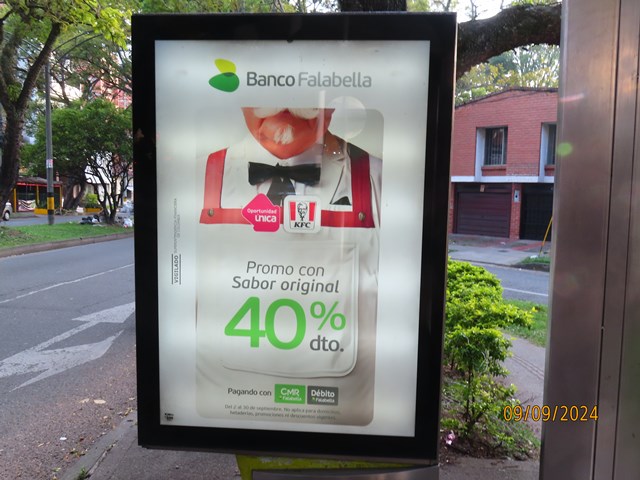 Banco Falabella
Oportunidad
única
KFC
Promo con
Sabor original
40%
dto.
Pagando con
CMR
Falabella
Débito
Falabella
VIGILADO
09/09/2024